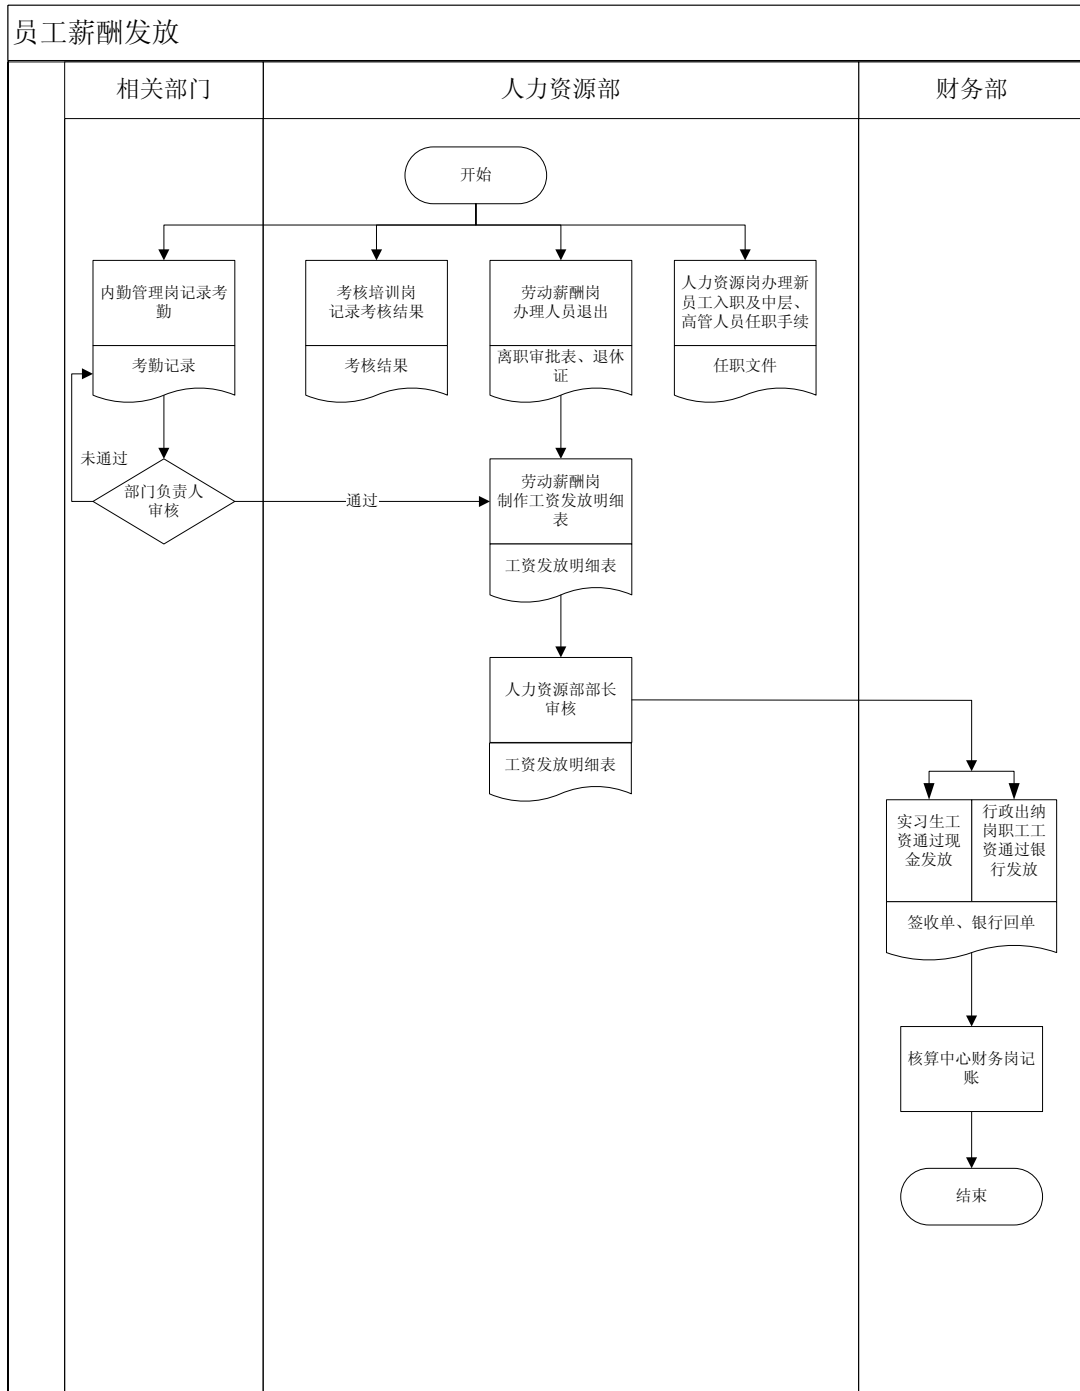 员工薪酬发放
相关部门
人力资源部
财务部
开始
内勤管理岗记录考
勤
考勤记录
考核培训岗
记录考核结果
考核结果
劳动薪酬岗
办理人员退出
离职审批表、退休
证
人力资源岗办理新
员工入职及中层、
高管人员任职手续
任职文件
未通过
部门负责人
审核
通过
劳动薪酬岗
制作工资发放明细
表
工资发放明细表
人力资源部部长
审核
工资发放明细表
实习生工
资通过现
金发放
行政出纳
岗职工工
资通过银
行发放
签收单、银行回单
核算中心财务岗记
账
结束